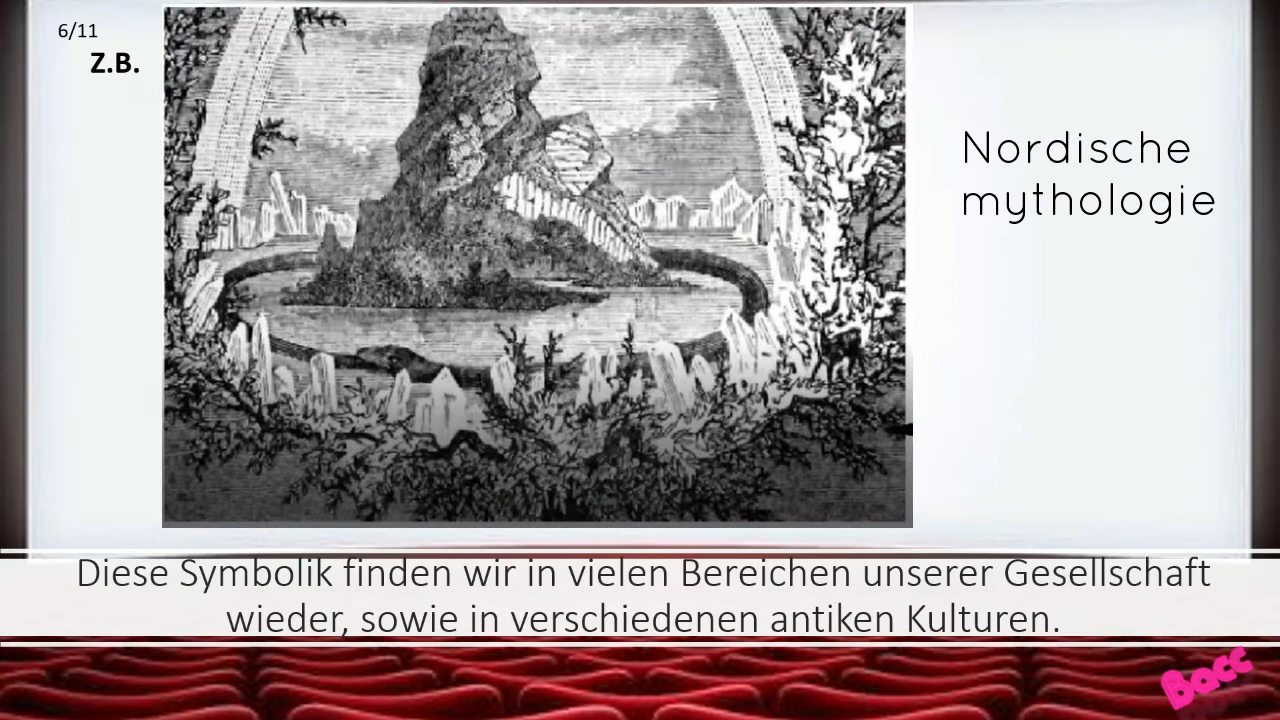 6/11
Z.B.
Nordische
mythologie
Diese Symbolik finden wir in vielen Bereichen unserer Gesellschaft
wieder, sowie in verschiedenen antiken Kulturen.
Bacc